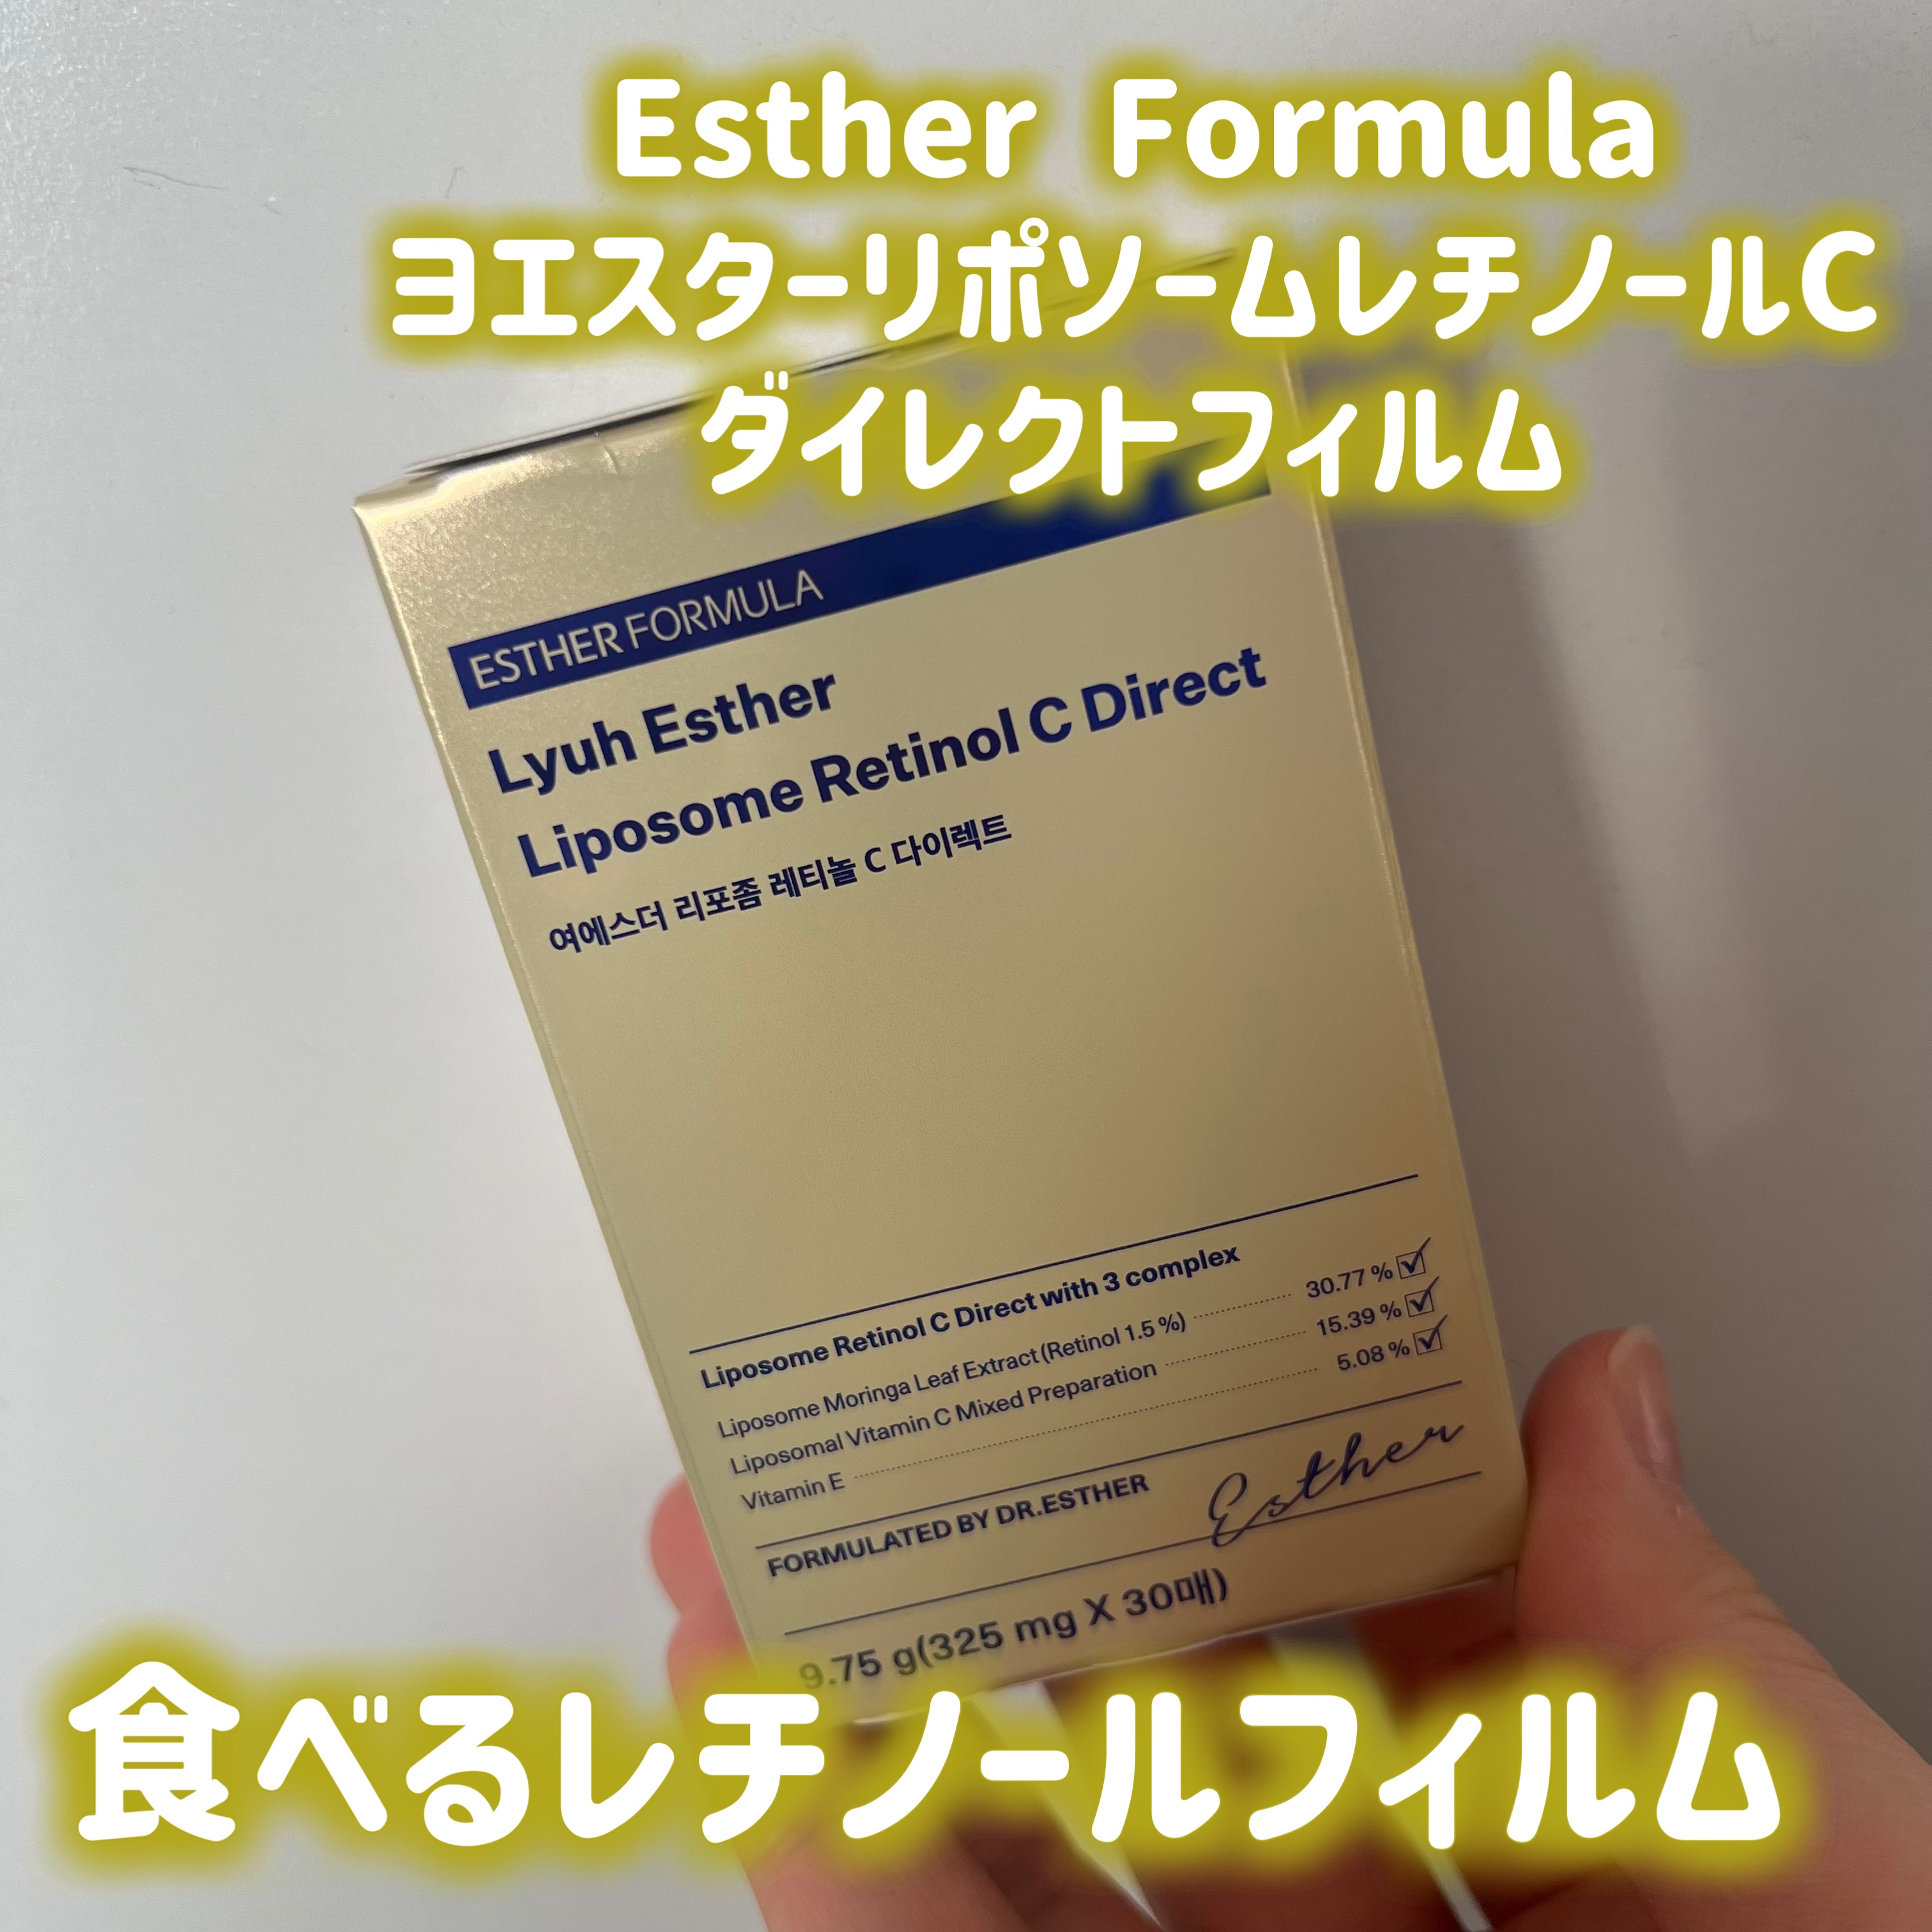 Esther Formula
ヨエスターリポソームレチノールC
ダイレクトフィルム
ESTHER FORMULA
Lyuh Esther
Liposome Retinol C Direct
여에스더 리포좀 레티놀 C 다이렉트
Liposome Retinol C Direct with 3 complex
Liposome Moringa Leaf Extract (Retinol 1.5 %) 30.77 %
Liposomal Vitamin C Mixed Preparation 15.39 %
Vitamin E 5.08 %
FORMULATED BY DR.ESTHER
Esther
9.75 g(325 mg X 30매)
食べるレチノールフィルム